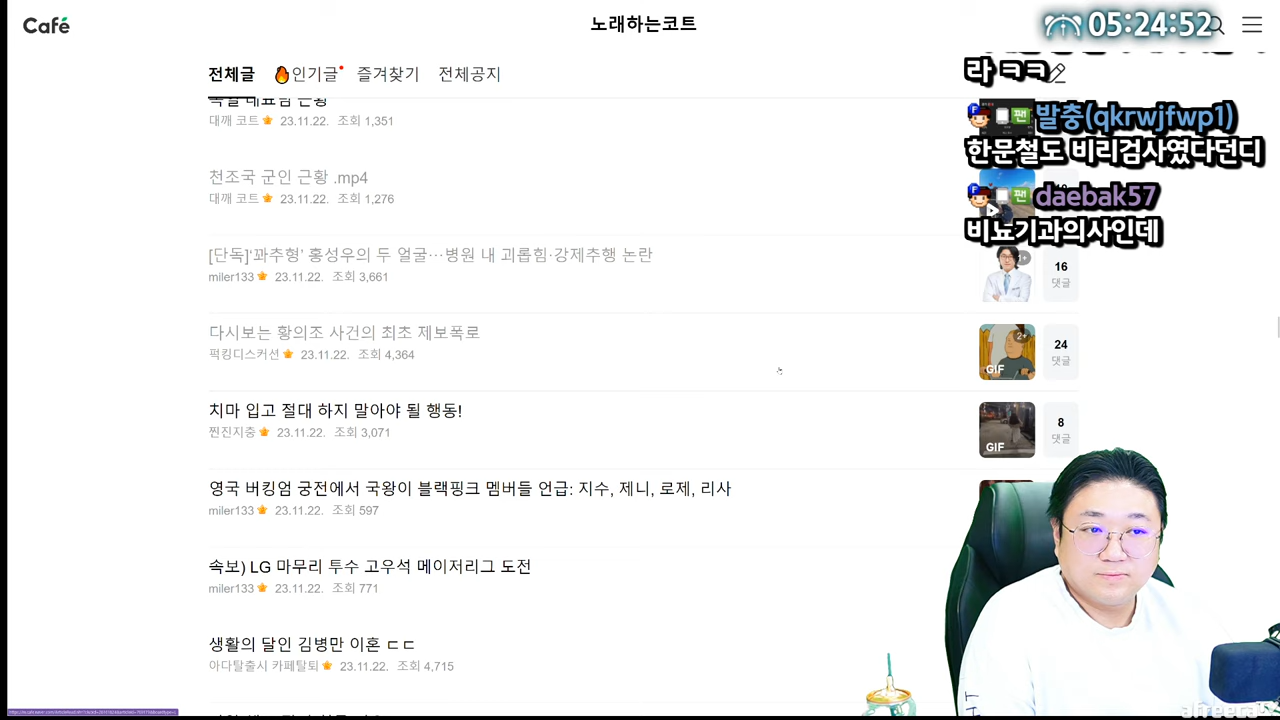 Café
노래하는코트
05:24:52
전체글
인기글
즐겨찾기
전체공지
라 ㅋㅋ
대깨 코트 23.11.22. 조회 1,351
발충(qkrwjfwp1)
한문철도 비리검사였다던디
천조국 군인 근황 .mp4
대깨 코트 23.11.22. 조회 1,276
daebak57
비뇨기과의사인데
[단독]'꽈추형' 홍성우의 두 얼굴…병원 내 괴롭힘·강제추행 논란
miler133 23.11.22. 조회 3,661
16
댓글
다시보는 황의조 사건의 최초 제보폭로
퍽킹디스커션 23.11.22. 조회 4,364
2+
GIF
24
댓글
치마 입고 절대 하지 말아야 될 행동!
찐진지충 23.11.22. 조회 3,071
GIF
8
댓글
영국 버킹엄 궁전에서 국왕이 블랙핑크 멤버들 언급: 지수, 제니, 로제, 리사
miler133 23.11.22. 조회 597
속보) LG 마무리 투수 고우석 메이저리그 도전
miler133 23.11.22. 조회 771
생활의 달인 김병만 이혼 ㄷㄷ
아다탈출시 카페탈퇴 23.11.22. 조회 4,715
afreecaTV